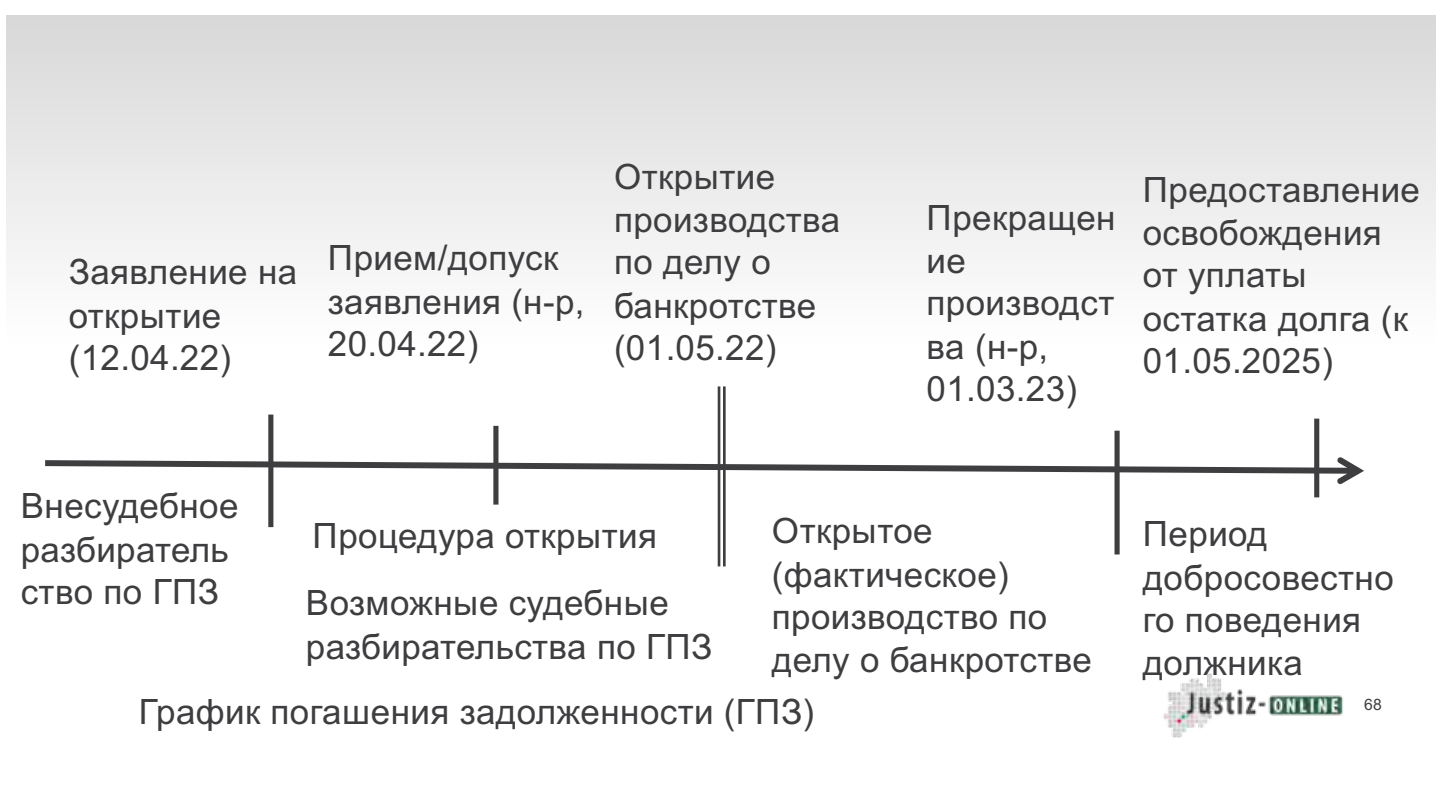 Заявление на
открытие
(12.04.22)
Прием/допуск
заявления (н-р,
20.04.22)
Открытие
производства
по делу о
банкротстве
(01.05.22)
Прекращен
ие
производст
ва (н-р,
01.03.23)
Предоставление
освобождения
от уплаты
остатка долга (к
01.05.2025)
Внесудебное
разбиратель
ство по ГПЗ
Процедура открытия
Возможные судебные
разбирательства по ГПЗ
Открытое
(фактическое)
производство по
делу о банкротстве
Период
добросовестно
го поведения
должника
График погашения задолженности (ГПЗ)
Justiz-ONLINE
68